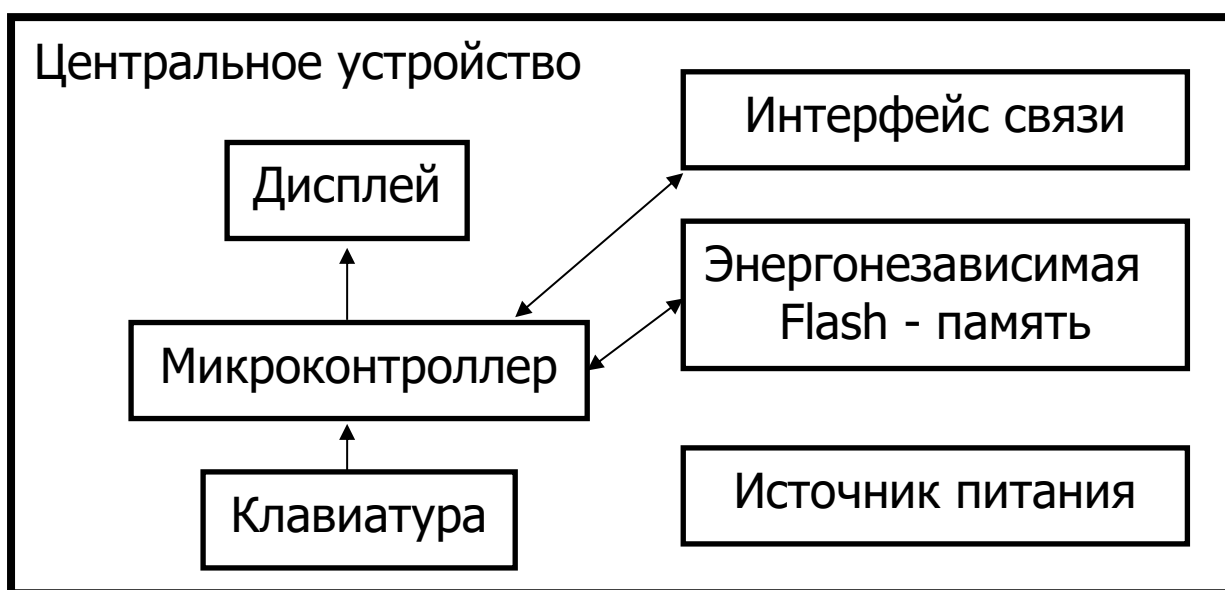 Центральное устройство
Интерфейс связи
Дисплей
Энергонезависимая
Flash - память
Микроконтроллер
Источник питания
Клавиатура